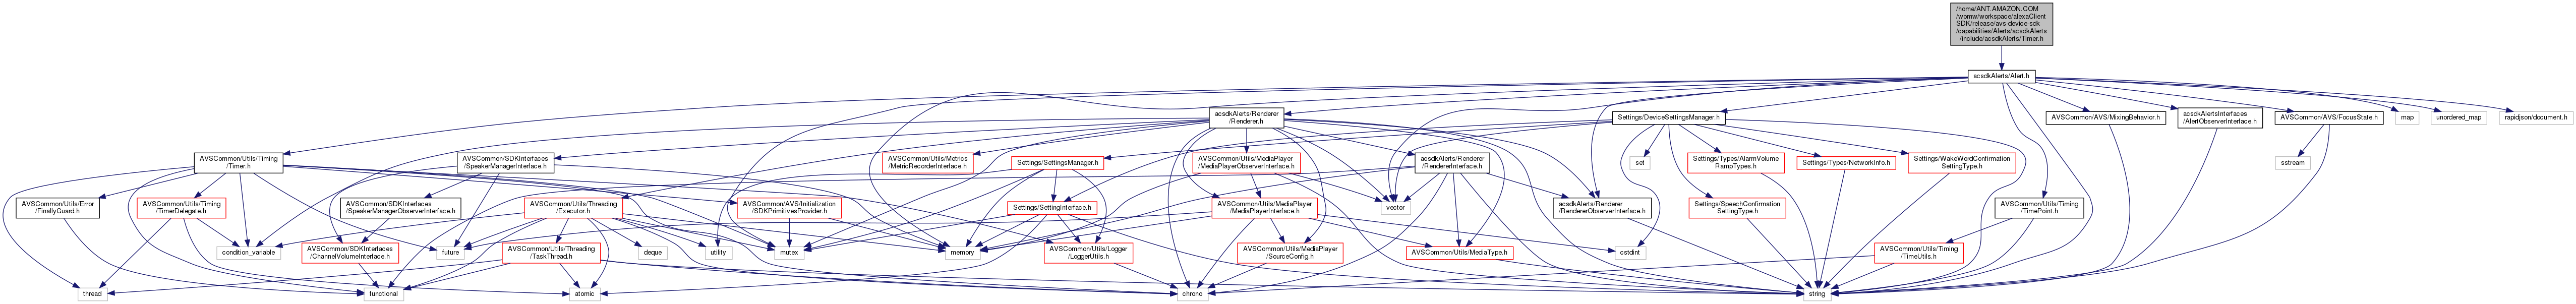 /home/ANT.AMAZON.COM
/womw/workspace/alexaClient
SDK/release/avs-device-sdk
/capabilities/Alerts/acsdkAlerts
/include/acsdkAlerts/Timer.h
acsdkAlerts/Alert.h
acsdkAlerts/Renderer
/Renderer.h
Settings/DeviceSettingsManager.h
AVSCommon/AVS/MixingBehavior.h
acsdkAlertsInterfaces
/AlertObserverInterface.h
AVSCommon/AVS/FocusState.h
map
unordered_map
rapidjson/document.h
AVSCommon/Utils/Timing
/Timer.h
AVSCommon/SDKInterfaces
/SpeakerManagerInterface.h
AVSCommon/Utils/Metrics
/MetricRecorderInterface.h
Settings/SettingsManager.h
AVSCommon/Utils/MediaPlayer
/MediaPlayerObserverInterface.h
acsdkAlerts/Renderer
/RendererInterface.h
set
Settings/Types/AlarmVolume
RampTypes.h
Settings/Types/NetworkInfo.h
Settings/WakeWordConfirmation
SettingType.h
sstream
AVSCommon/Utils/Error
/FinallyGuard.h
AVSCommon/Utils/Timing
/TimerDelegate.h
AVSCommon/SDKInterfaces
/SpeakerManagerObserverInterface.h
AVSCommon/Utils/Threading
/Executor.h
AVSCommon/AVS/Initialization
/SDKPrimitivesProvider.h
Settings/SettingInterface.h
AVSCommon/Utils/MediaPlayer
/MediaPlayerInterface.h
vector
acsdkAlerts/Renderer
/RendererObserverInterface.h
Settings/SpeechConfirmation
SettingType.h
AVSCommon/Utils/Timing
/TimePoint.h
condition_variable
AVSCommon/SDKInterfaces
/ChannelVolumeInterface.h
future
AVSCommon/Utils/Threading
/TaskThread.h
deque
utility
mutex
memory
AVSCommon/Utils/Logger
/LoggerUtils.h
AVSCommon/Utils/MediaPlayer
/SourceConfig.h
AVSCommon/Utils/MediaType.h
cstdint
AVSCommon/Utils/Timing
/TimeUtils.h
thread
functional
atomic
chrono
string